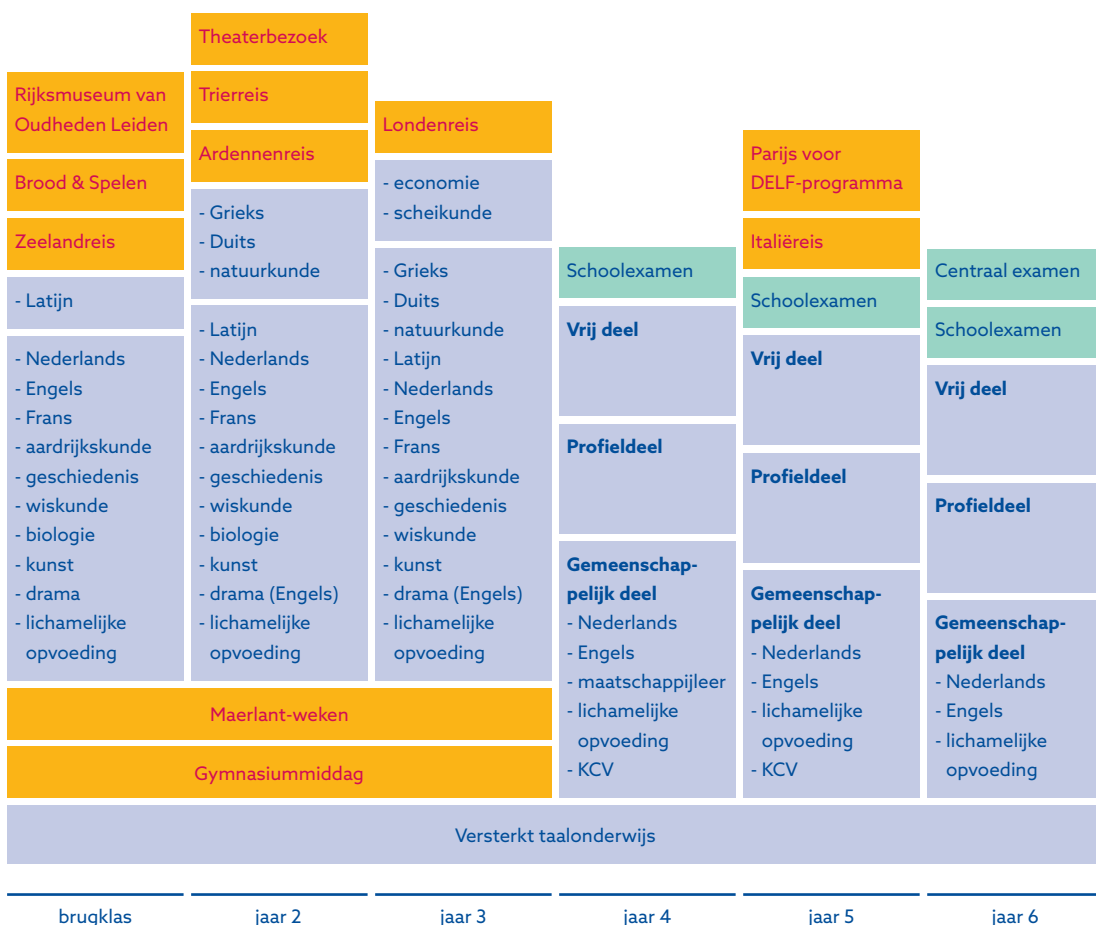 Rijksmuseum van
Oudheden Leiden
Brood & Spelen
Zeelandreis
- Latijn
- Nederlands
- Engels
- Frans
- aardrijkskunde
- geschiedenis
- wiskunde
- biologie
- kunst
- drama
- lichamelijke
opvoeding
Theaterbezoek
Trierreis
Ardennenreis
- Grieks
- Duits
- natuurkunde
- Latijn
- Nederlands
- Engels
- Frans
- aardrijkskunde
- geschiedenis
- wiskunde
- biologie
- kunst
- drama (Engels)
- lichamelijke
opvoeding
Londenreis
- economie
- scheikunde
- Grieks
- Duits
- natuurkunde
- Latijn
- Nederlands
- Engels
- Frans
- aardrijkskunde
- geschiedenis
- wiskunde
- kunst
- drama (Engels)
- lichamelijke
opvoeding
Maerlant-weken
Gymnasiummiddag
Schoolexamen
Vrij deel
Profieldeel
Gemeenschap-
pelijk deel
- Nederlands
- Engels
- maatschappijleer
- lichamelijke
opvoeding
- KCV
Parijs voor
DELF-programma
Italiëreis
Schoolexamen
Vrij deel
Profieldeel
Gemeenschap-
pelijk deel
- Nederlands
- Engels
- lichamelijke
opvoeding
- KCV
Centraal examen
Schoolexamen
Vrij deel
Profieldeel
Gemeenschap-
pelijk deel
- Nederlands
- Engels
- lichamelijke
opvoeding
Versterkt taalonderwijs
brugklas
jaar 2
jaar 3
jaar 4
jaar 5
jaar 6